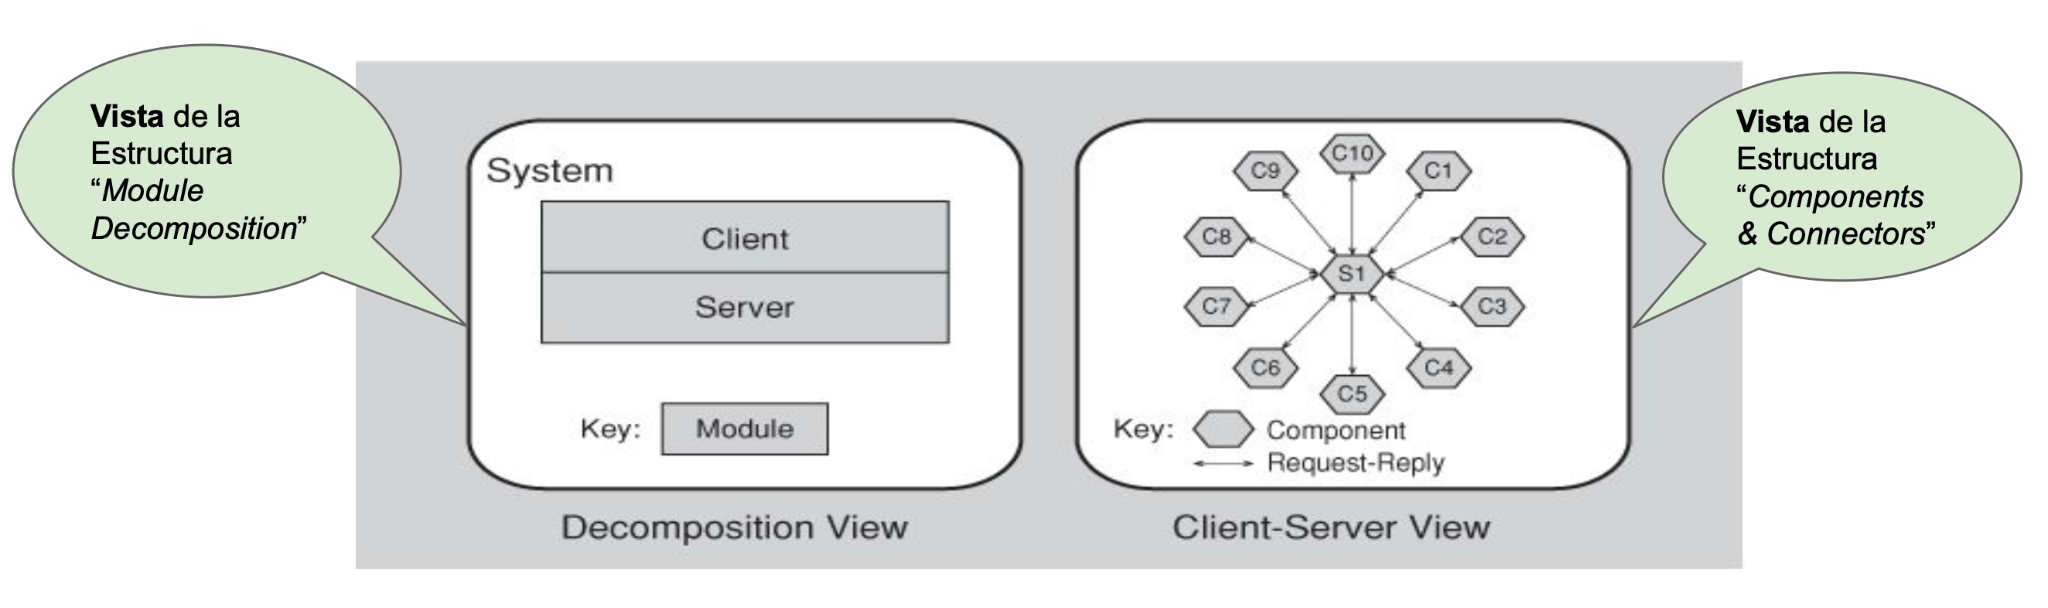 Vista de la
Estructura
“Module
Decomposition”
System
Client
Server
Key: Module
Decomposition View
C10
C9
C1
C8
C2
S1
C7
C3
C6
C4
C5
Key: Component
Request-Reply
Client-Server View
Vista de la
Estructura
“Components
& Connectors”